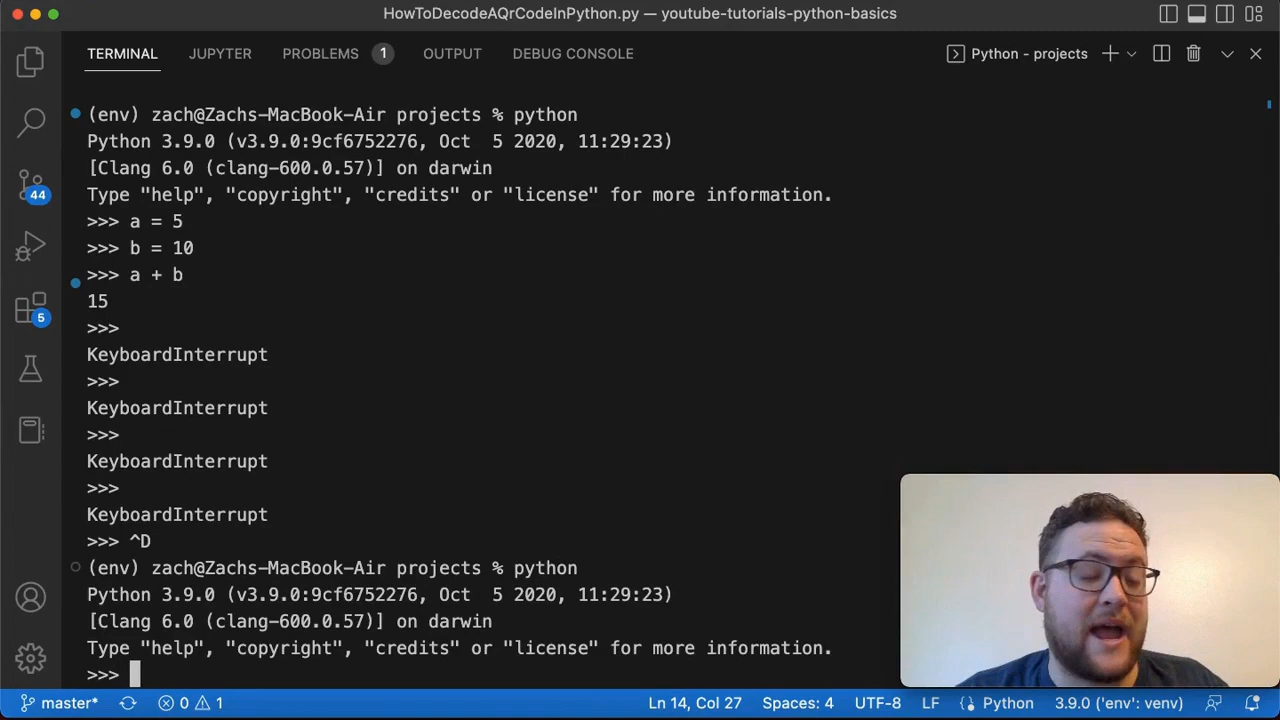 HowToDecodeAQrCodeInPython.py — youtube-tutorials-python-basics
TERMINAL JUPYTER PROBLEMS 1 OUTPUT DEBUG CONSOLE Python - projects
(env) zach@Zachs-MacBook-Air projects % python
Python 3.9.0 (v3.9.0:9cf6752276, Oct  5 2020, 11:29:23)
[Clang 6.0 (clang-600.0.57)] on darwin
Type "help", "copyright", "credits" or "license" for more information.
>>> a = 5
>>> b = 10
>>> a + b
15
>>>
KeyboardInterrupt
>>>
KeyboardInterrupt
>>>
KeyboardInterrupt
>>>
KeyboardInterrupt
>>> ^D
(env) zach@Zachs-MacBook-Air projects % python
Python 3.9.0 (v3.9.0:9cf6752276, Oct  5 2020, 11:29:23)
[Clang 6.0 (clang-600.0.57)] on darwin
Type "help", "copyright", "credits" or "license" for more information.
>>>
44
5
master* 0 1 Ln 14, Col 27 Spaces: 4 UTF-8 LF Python 3.9.0 ('env': venv)